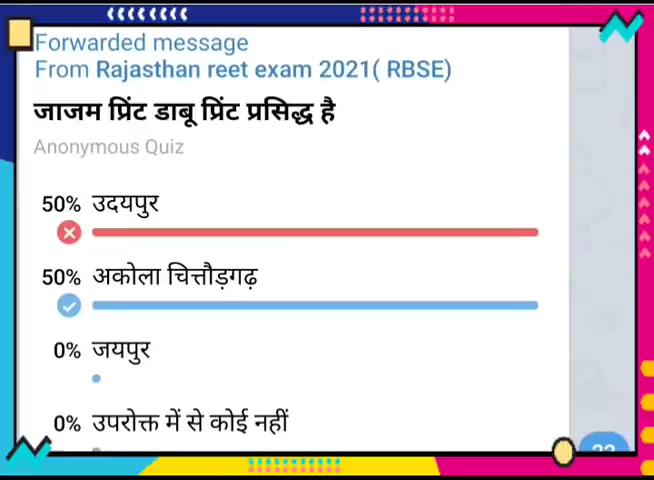 Forwarded message
From Rajasthan reet exam 2021( RBSE)
जाजम प्रिंट डाबू प्रिंट प्रसिद्ध है
Anonymous Quiz
50% उदयपुर
50% अकोला चित्तौड़गढ़
0% जयपुर
0% उपरोक्त में से कोई नहीं